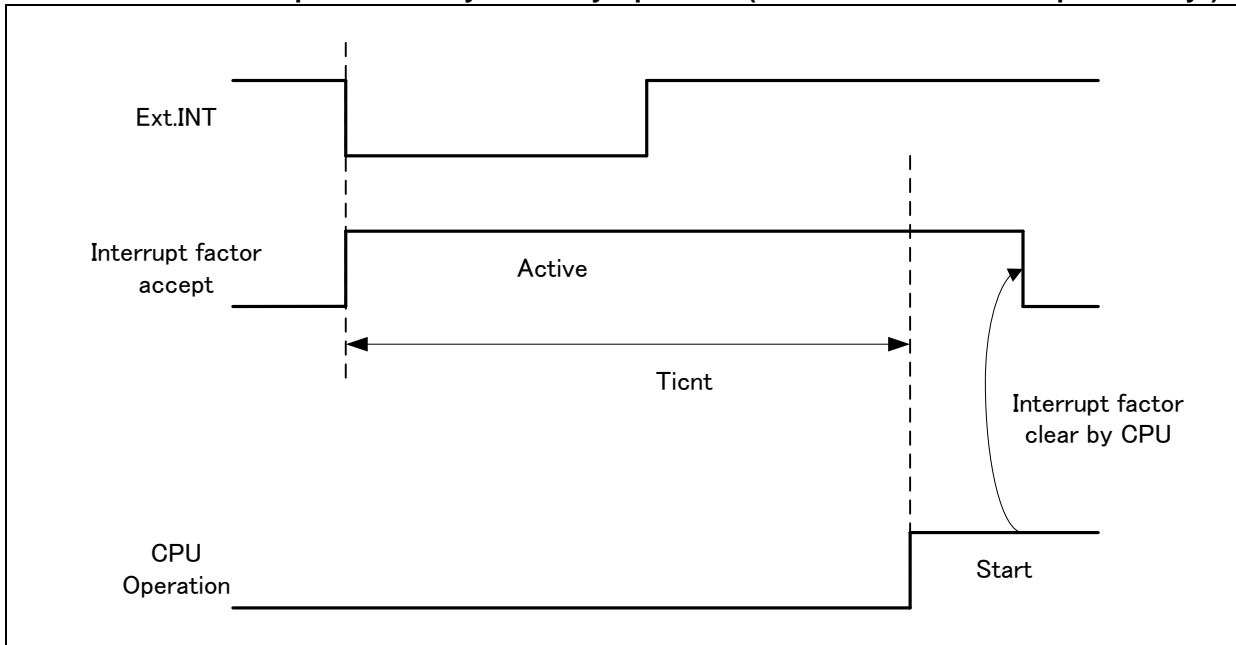 Ext.INT
Interrupt factor
accept
Active
Ticnt
Interrupt factor
clear by CPU
CPU
Operation
Start